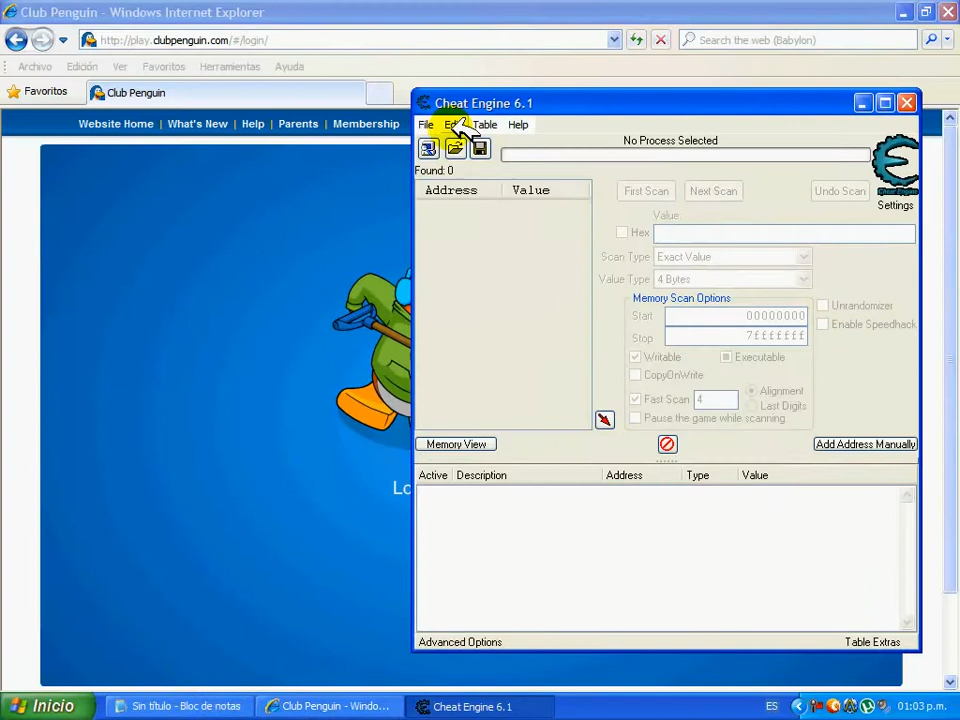 Club Penguin - Windows Internet Explorer
http://play.clubpenguin.com/#/login/
Search the web (Babylon)
Archivo Edición Ver Favoritos Herramientas Ayuda
Favoritos
Club Penguin
Website Home | What's New | Help | Parents | Membership
Cheat Engine 6.1
File Table Help
No Process Selected
Found: 0
Address Value
First Scan
Next Scan
Undo Scan
Settings
Value:
Hex
Scan Type Exact Value
Value Type 4 Bytes
Memory Scan Options
Start 00000000
Stop 7fffffff
Writable
Executable
CopyOnWrite
Fast Scan 4
Alignment
Last Digits
Pause the game while scanning
Unrandomizer
Enable Speedhack
Memory View
Add Address Manually
Active Description Address Type Value
Advanced Options
Table Extras
Lo
Inicio
Sin título - Bloc de notas
Club Penguin - Windo...
Cheat Engine 6.1
ES
01:03 p.m.